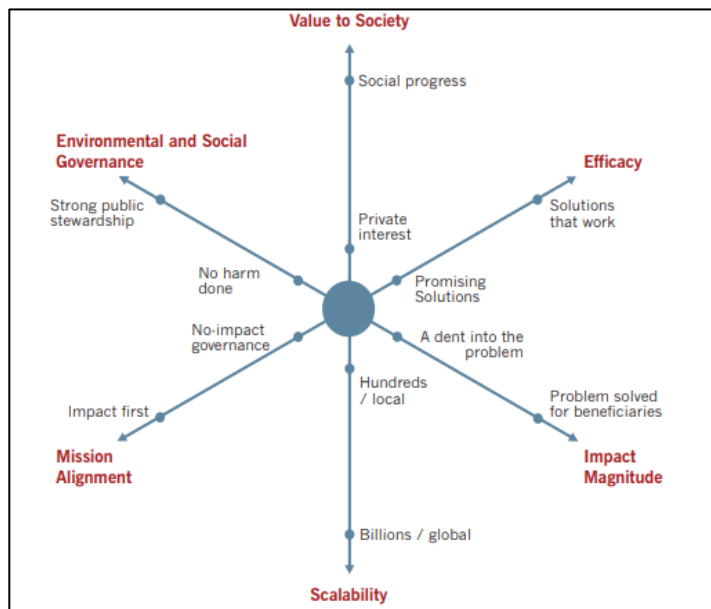 Value to Society
Social progress
Environmental and Social
Governance
Efficacy
Strong public
stewardship
Solutions
that work
Private
interest
No harm
done
Promising
Solutions
No-impact
governance
A dent into the
problem
Hundreds
/ local
Impact first
Problem solved
for beneficiaries
Mission
Alignment
Impact
Magnitude
Billions / global
Scalability